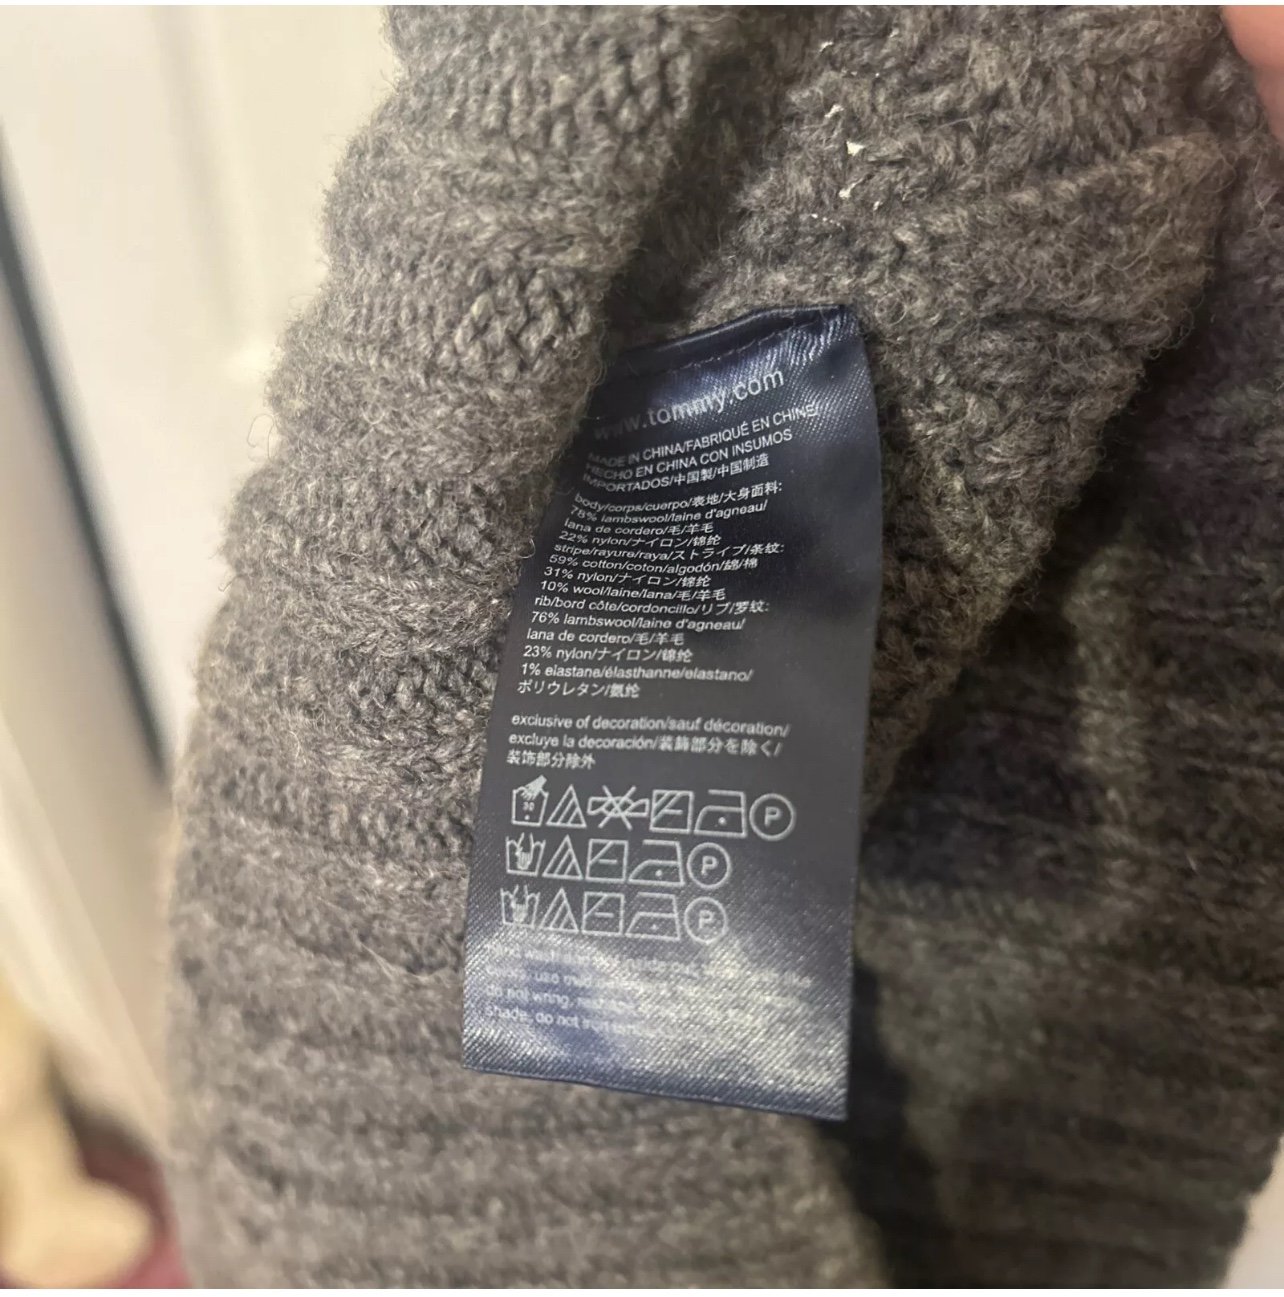 www.tommy.com
MADE IN CHINA/FABRIQUÉ EN CHINE/
HECHO EN CHINA CON INSUMOS
IMPORTADOS/中国製/中国制造
body/corps/cuerpo/表地/大身面料:
78% lambswool/laine d'agneau/
lana de cordero/毛/羊毛
22% nylon/ナイロン/锦纶
stripe/rayure/raya/ストライプ/条纹:
59% cotton/coton/algodón/綿/棉
31% nylon/ナイロン/锦纶
10% wool/laine/lana/毛/羊毛
rib/bord côte/cordoncillo/リブ/罗纹:
76% lambswool/laine d'agneau/
lana de cordero/毛/羊毛
23% nylon/ナイロン/锦纶
1% elastane/élasthanne/elastano/
ポリウレタン/氨纶
exclusive of decoration/sauf décoration/
excluye la decoración/装飾部分を除く/
装饰部分除外
30 P
P
P
do not wring,
shade, do not